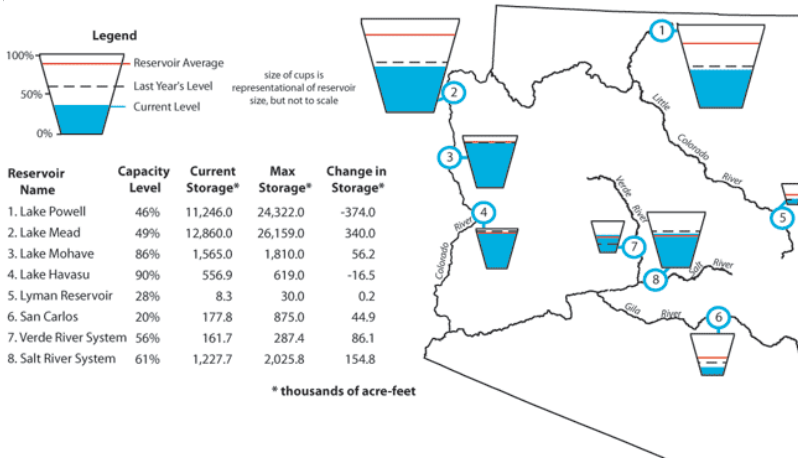 Legend
100%
50%
0%
Reservoir Average
Last Year's Level
Current Level
size of cups is
representational of reservoir
size, but not to scale
Reservoir Name Capacity Level Current Storage* Max Storage* Change in Storage*
1. Lake Powell 46% 11,246.0 24,322.0 -374.0
2. Lake Mead 49% 12,860.0 26,159.0 340.0
3. Lake Mohave 86% 1,565.0 1,810.0 56.2
4. Lake Havasu 90% 556.9 619.0 -16.5
5. Lyman Reservoir 28% 8.3 30.0 0.2
6. San Carlos 20% 177.8 875.0 44.9
7. Verde River System 56% 161.7 287.4 86.1
8. Salt River System 61% 1,227.7 2,025.8 154.8
* thousands of acre-feet
1
2
3
4
5
6
7
8
Little Colorado River
Verde River
Colorado River
Salt River
Gila River